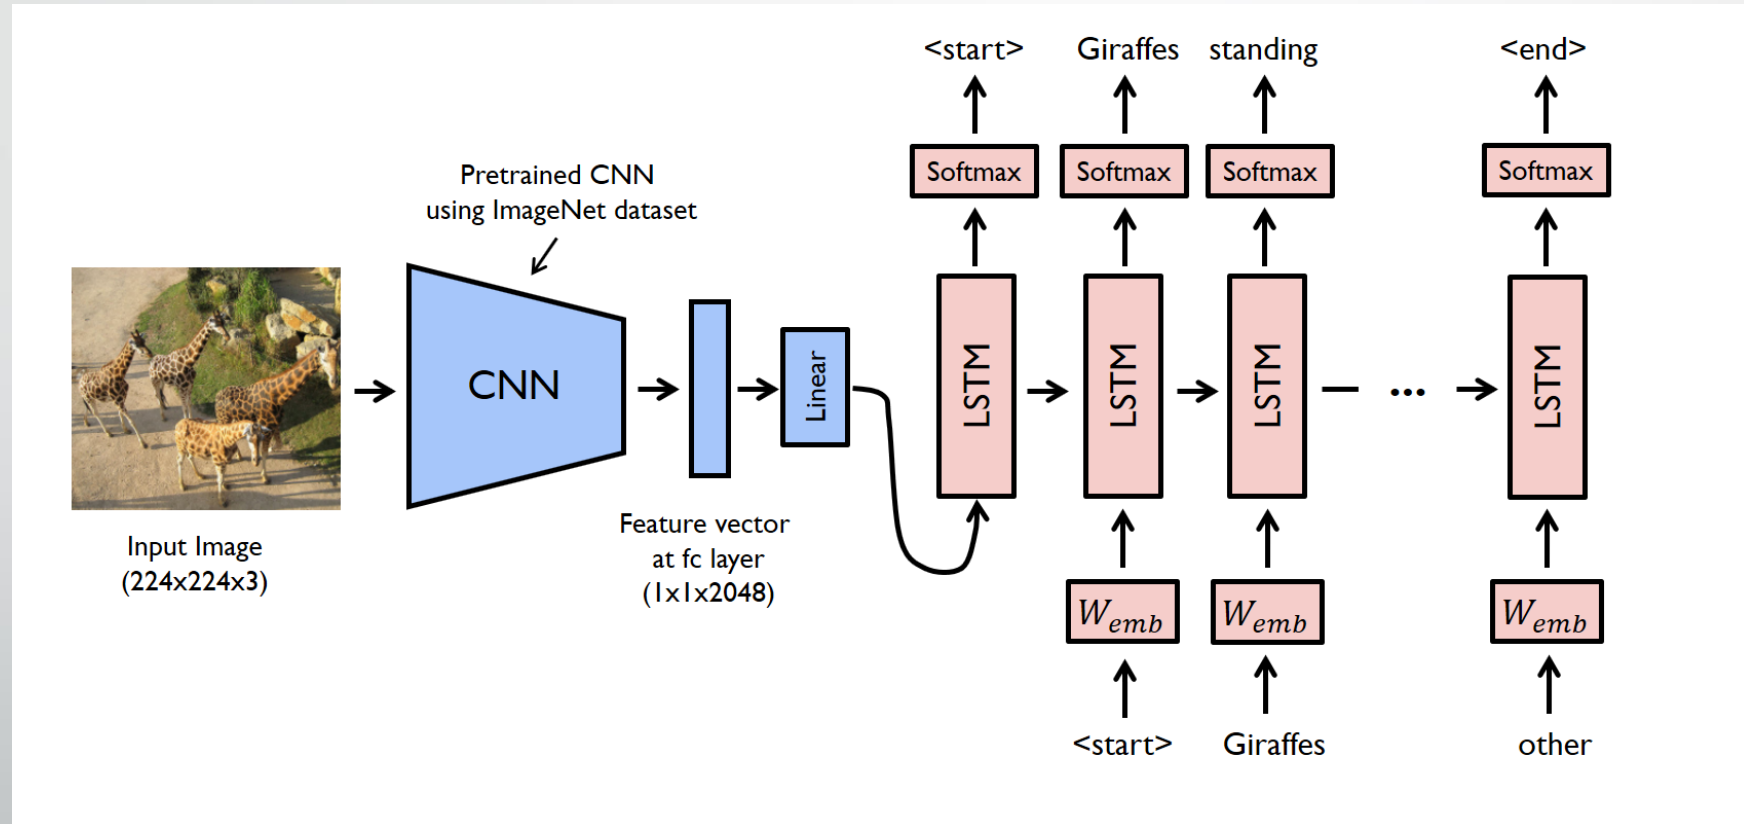 <start> Giraffes standing <end>
Softmax Softmax Softmax Softmax
Pretrained CNN
using ImageNet dataset
CNN
Linear
LSTM LSTM LSTM ... LSTM
Input Image
(224x224x3)
Feature vector
at fc layer
(1x1x2048)
W_emb W_emb W_emb
<start> Giraffes other